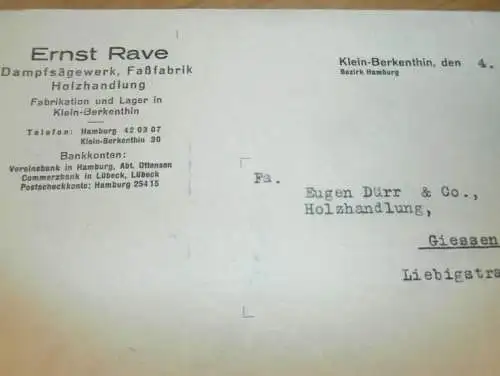 Ernst Rave
Dampfsägewerk, Faßfabrik
Holzhandlung
Fabrikation und Lager in
Klein-Berkenthin
Telefon: Hamburg 42 03 07
Klein-Berkenthin 30
Bankkonten:
Vereinsbank in Hamburg, Abt. Ottensen
Commerzbank in Lübeck, Lübeck
Postscheckkonto: Hamburg 254 15
Klein-Berkenthin, den 4.
Bezirk Hamburg
Fa.
Eugen Dürr & Co.,
Holzhandlung,
Giessen
Liebigstra